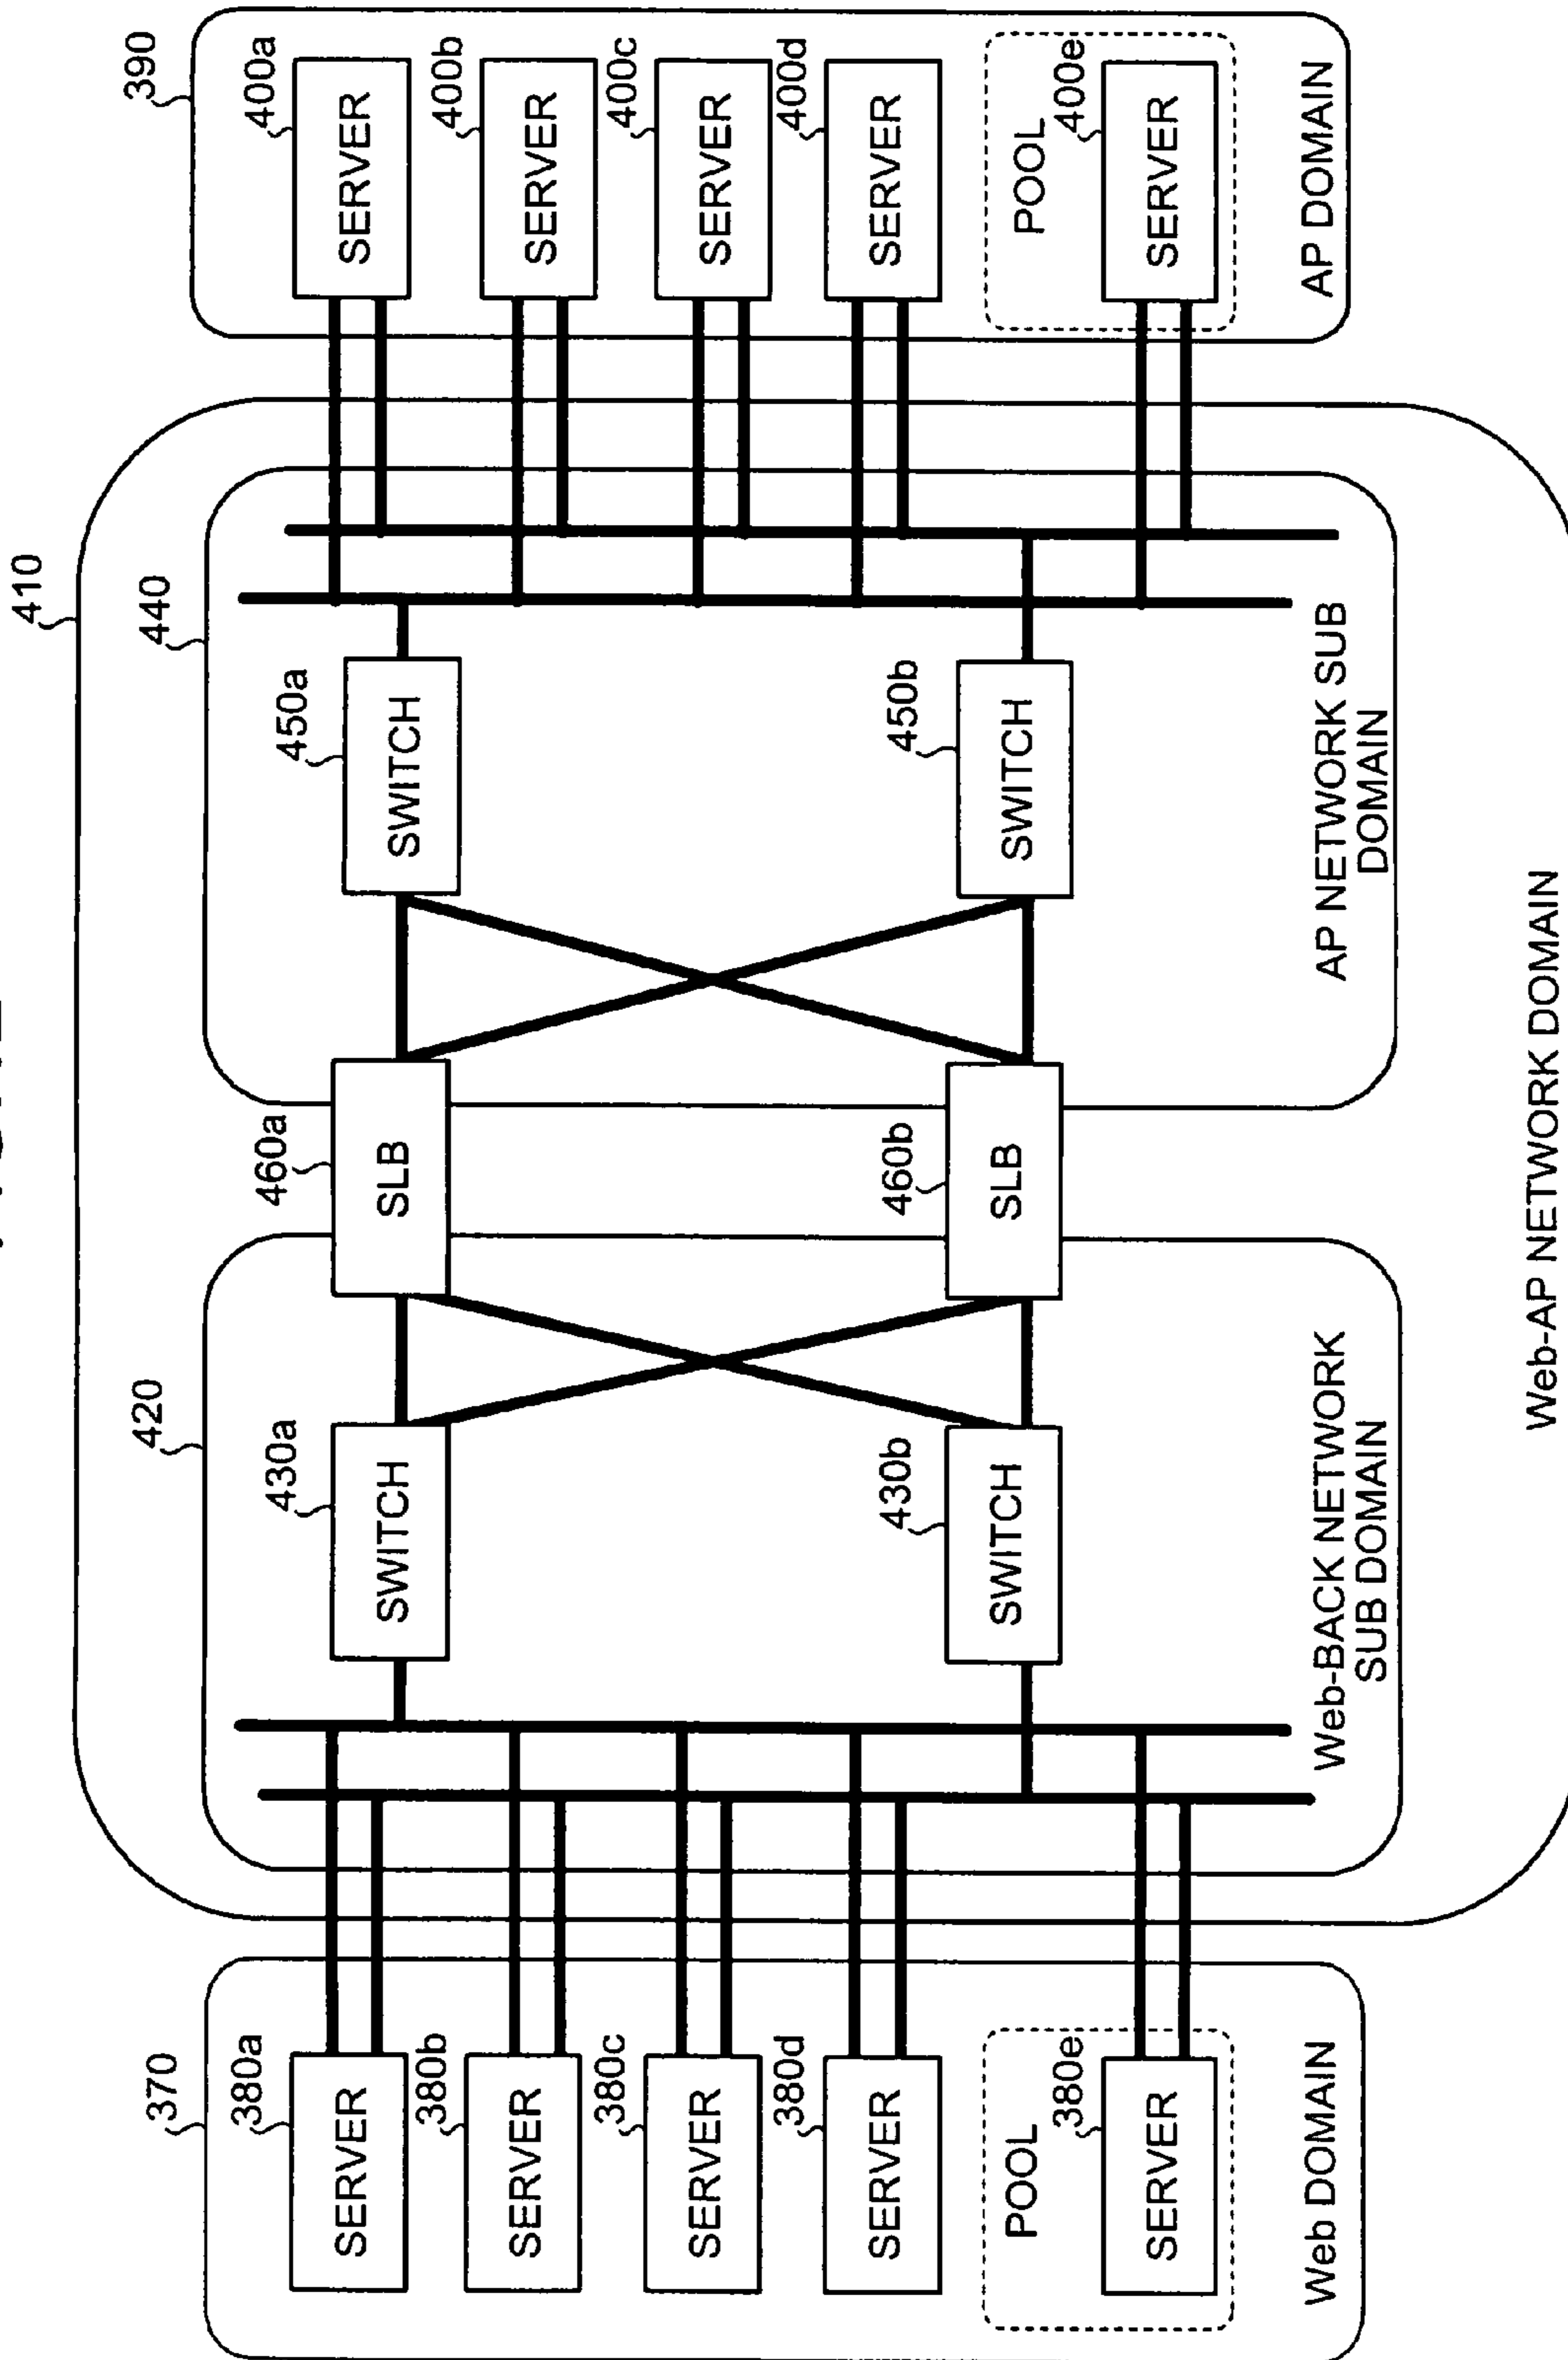 410
370
380a
SERVER
380b
SERVER
380c
SERVER
380d
SERVER
POOL
380e
SERVER
Web DOMAIN
420
430a
SWITCH
430b
SWITCH
Web-BACK NETWORK
SUB DOMAIN
460a
SLB
460b
SLB
440
450a
SWITCH
450b
SWITCH
AP NETWORK SUB
DOMAIN
390
400a
SERVER
400b
SERVER
400c
SERVER
400d
SERVER
POOL
400e
SERVER
AP DOMAIN
Web-AP NETWORK DOMAIN